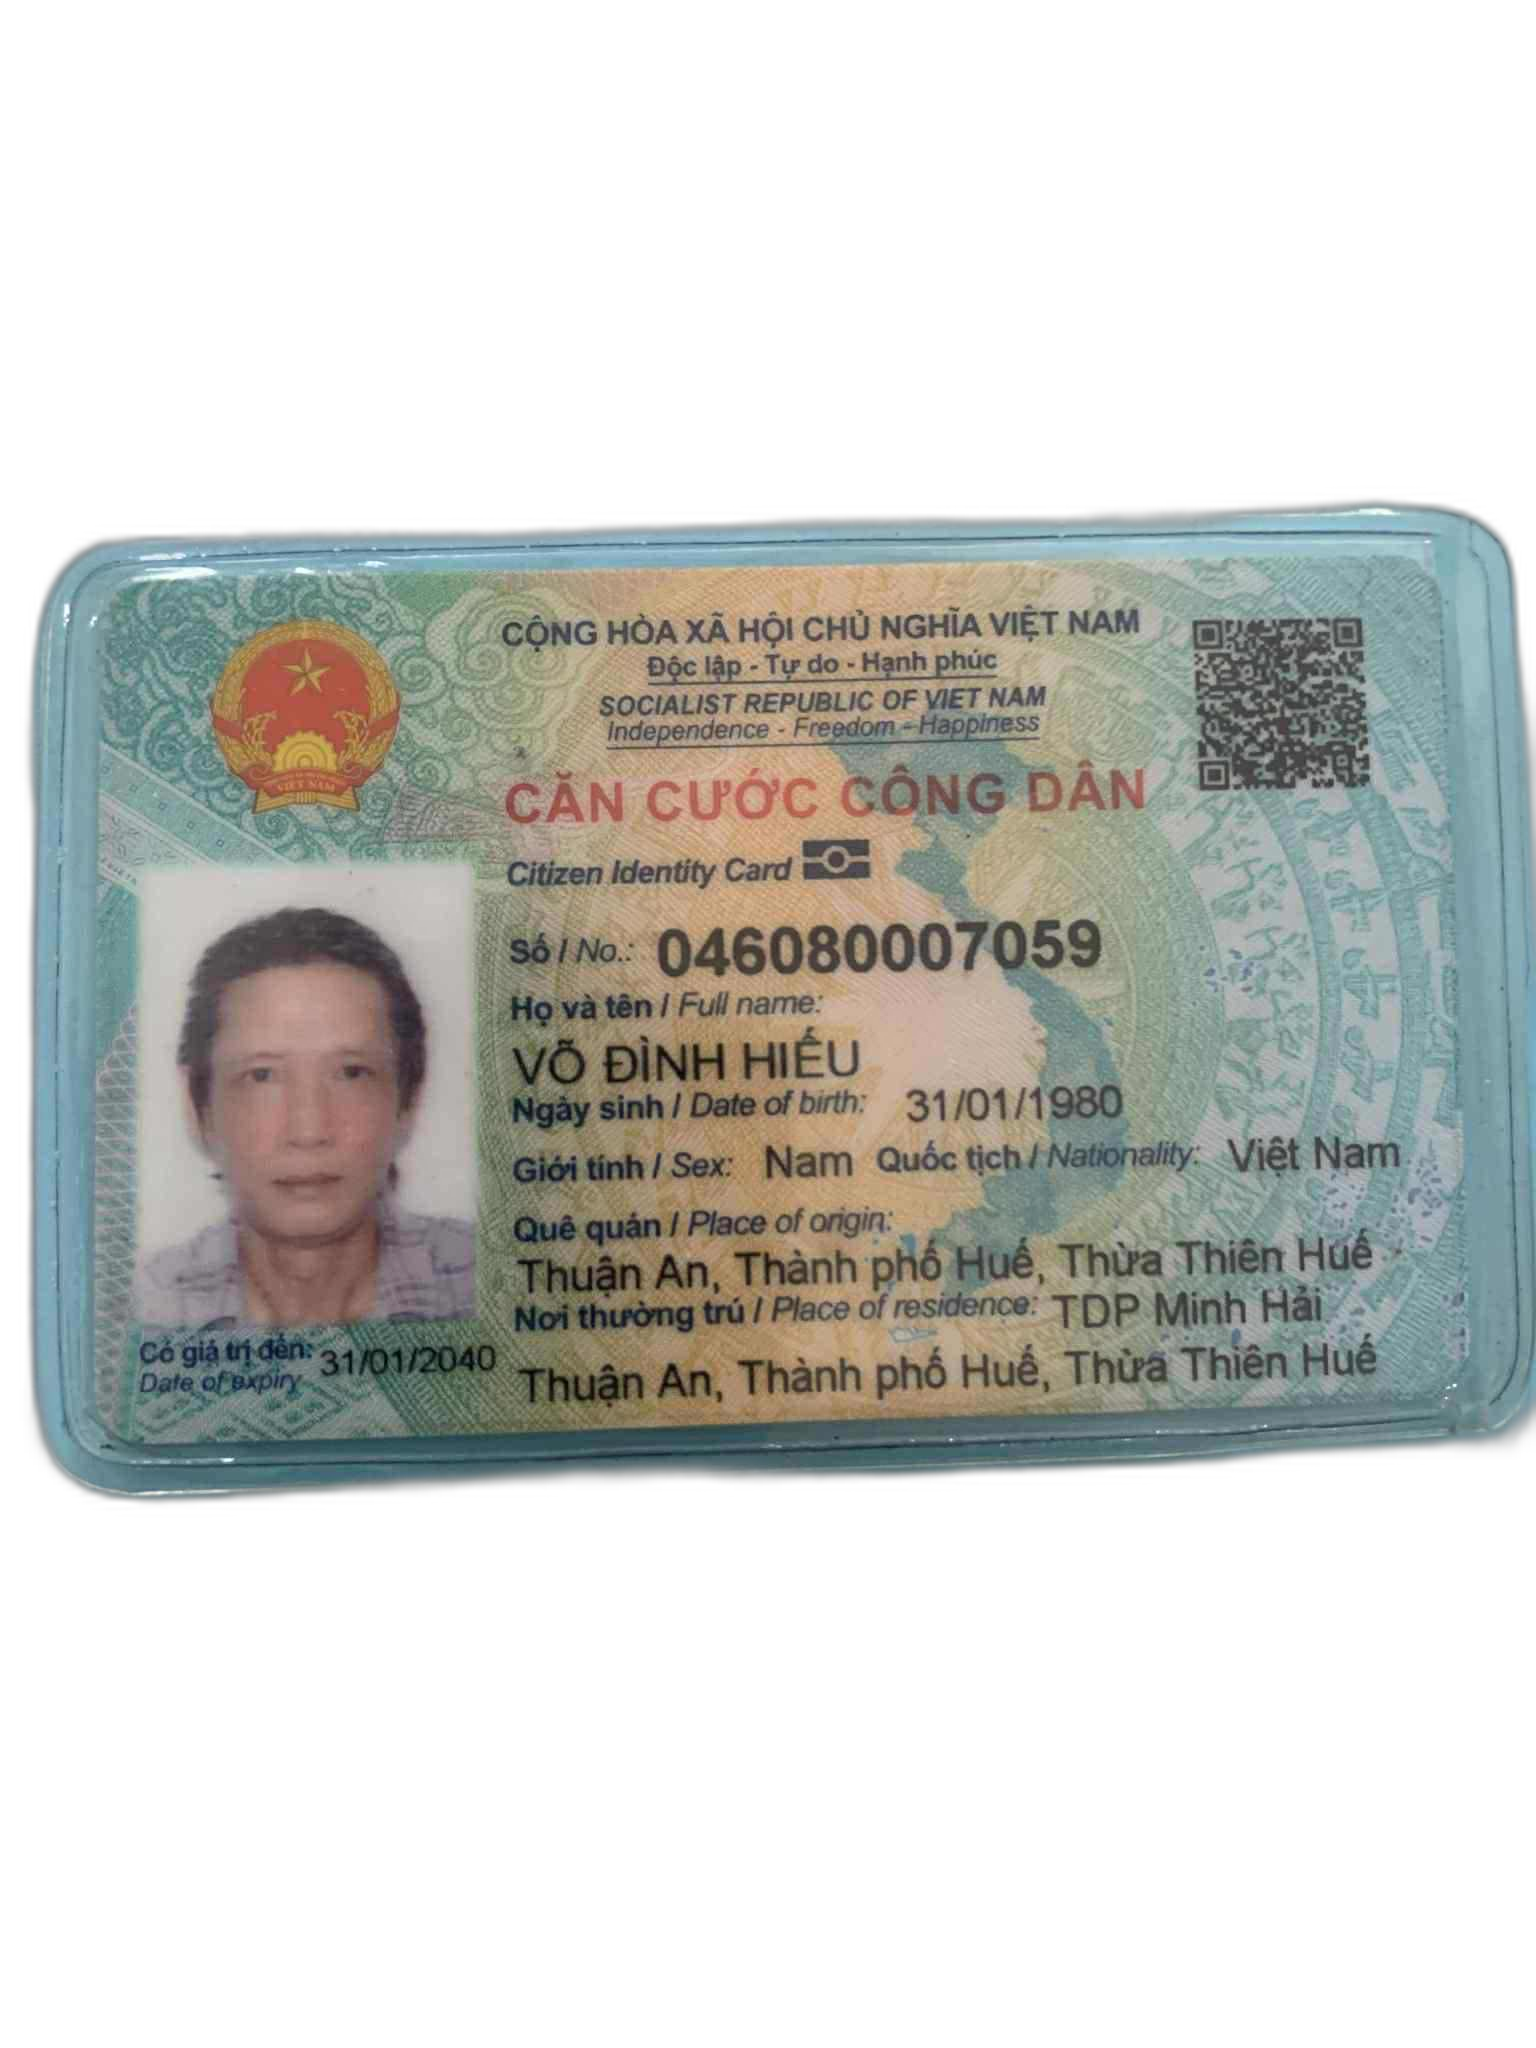 CỘNG HÒA XÃ HỘI CHỦ NGHĨA VIỆT NAM
Độc lập - Tự do - Hạnh phúc
SOCIALIST REPUBLIC OF VIET NAM
Independence - Freedom - Happiness
VIỆT NAM
CĂN CƯỚC CÔNG DÂN
Citizen Identity Card
Số / No.: 046080007059
Họ và tên / Full name:
VÕ ĐÌNH HIẾU
Ngày sinh / Date of birth: 31/01/1980
Giới tính / Sex: Nam Quốc tịch / Nationality: Việt Nam
Quê quán / Place of origin:
Thuận An, Thành phố Huế, Thừa Thiên Huế
Nơi thường trú / Place of residence: TDP Minh Hải
Thuận An, Thành phố Huế, Thừa Thiên Huế
Có giá trị đến: 31/01/2040
Date of expiry